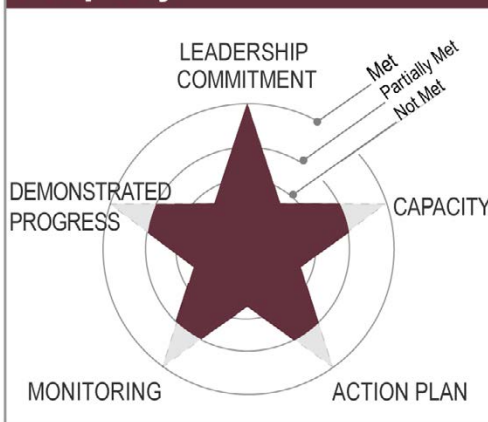 LEADERSHIP
COMMITMENT
Met
Partially Met
Not Met
DEMONSTRATED
PROGRESS
CAPACITY
MONITORING
ACTION PLAN